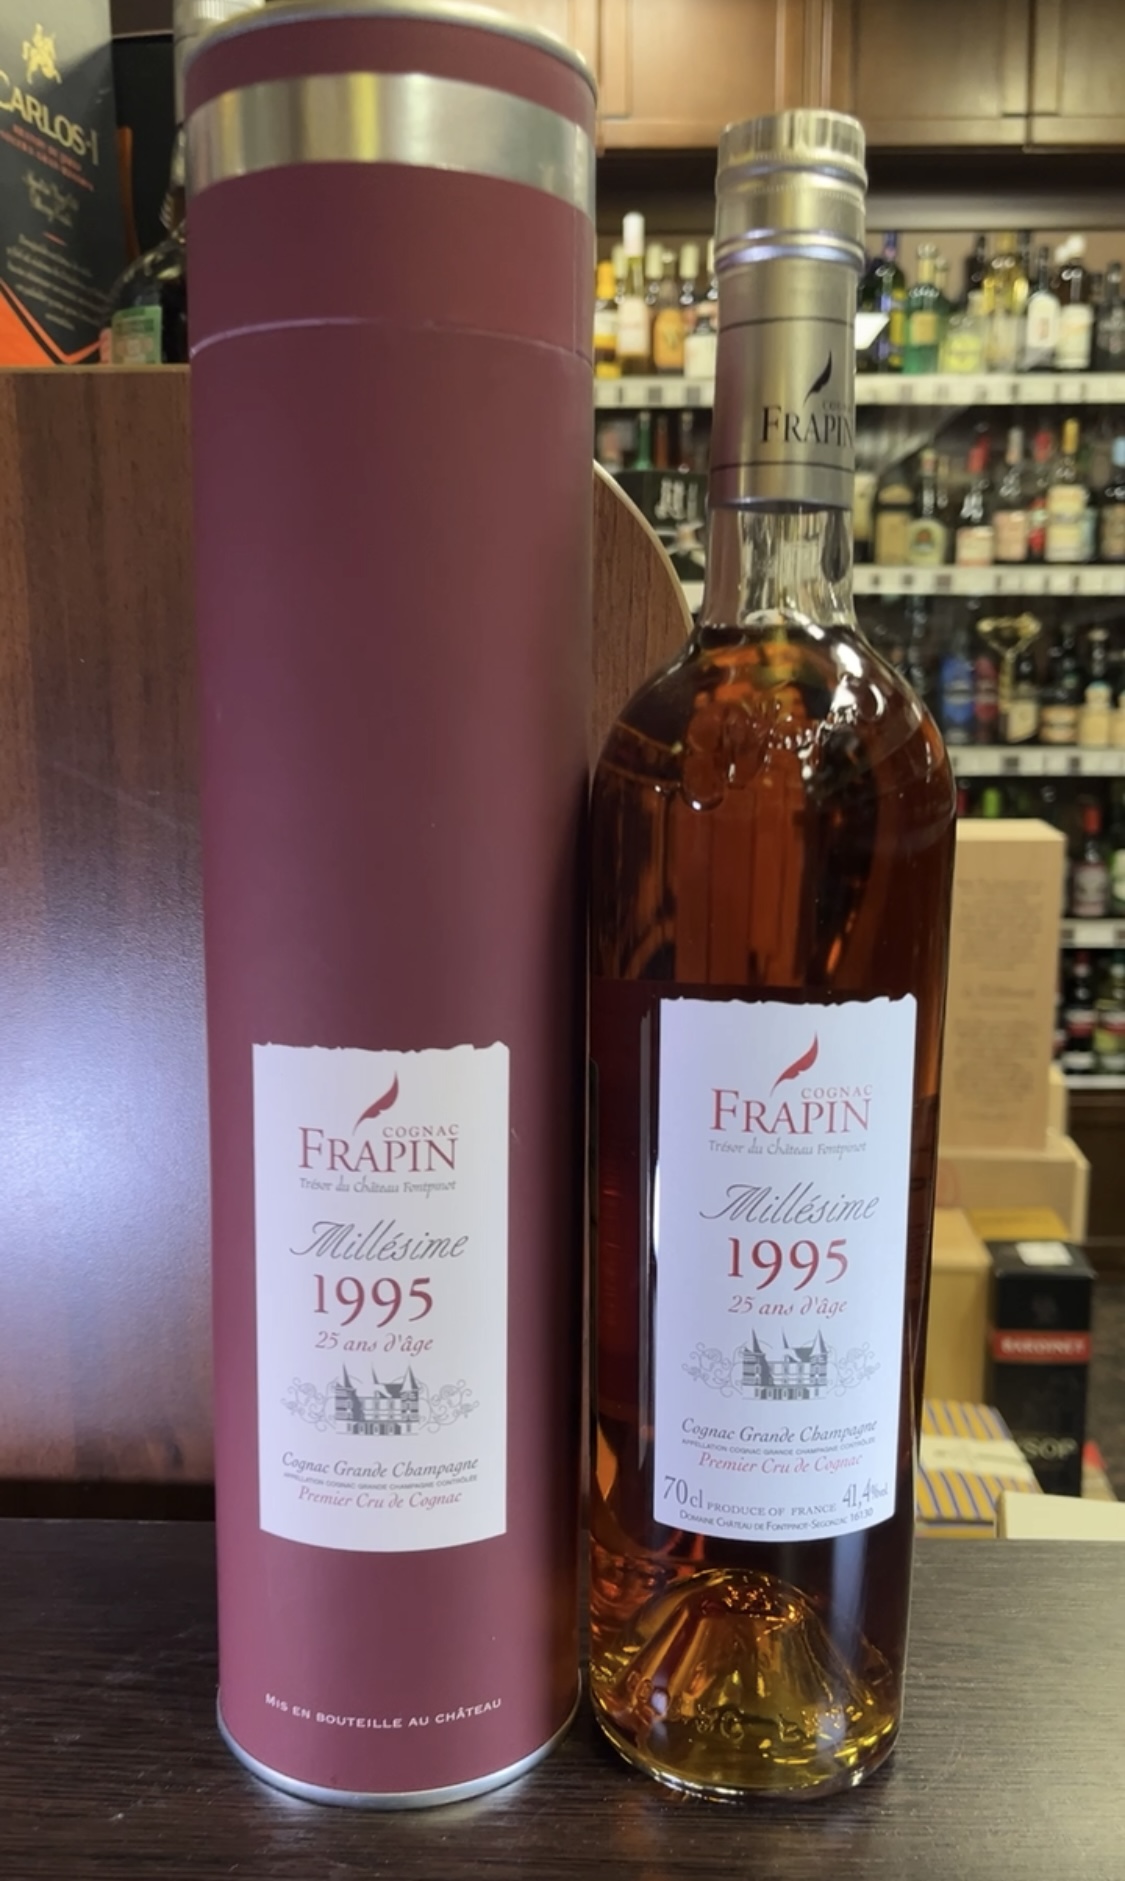 CARLOS-I
FRAPIN
COGNAC
FRAPIN
Trésor du Château Fontpinot
Millésime
1995
25 ans d'âge
Cognac Grande Champagne
APPELLATION COGNAC GRANDE CHAMPAGNE CONTRÔLÉE
Premier Cru de Cognac
MIS EN BOUTEILLE AU CHÂTEAU
COGNAC
FRAPIN
Trésor du Château Fontpinot
Millésime
1995
25 ans d'âge
Cognac Grande Champagne
APPELLATION COGNAC GRANDE CHAMPAGNE CONTRÔLÉE
Premier Cru de Cognac
70cl PRODUCE OF FRANCE 41,4%vol
DOMAINE CHÂTEAU DE FONTPINOT-SEGONZAC 16130
BARDINET